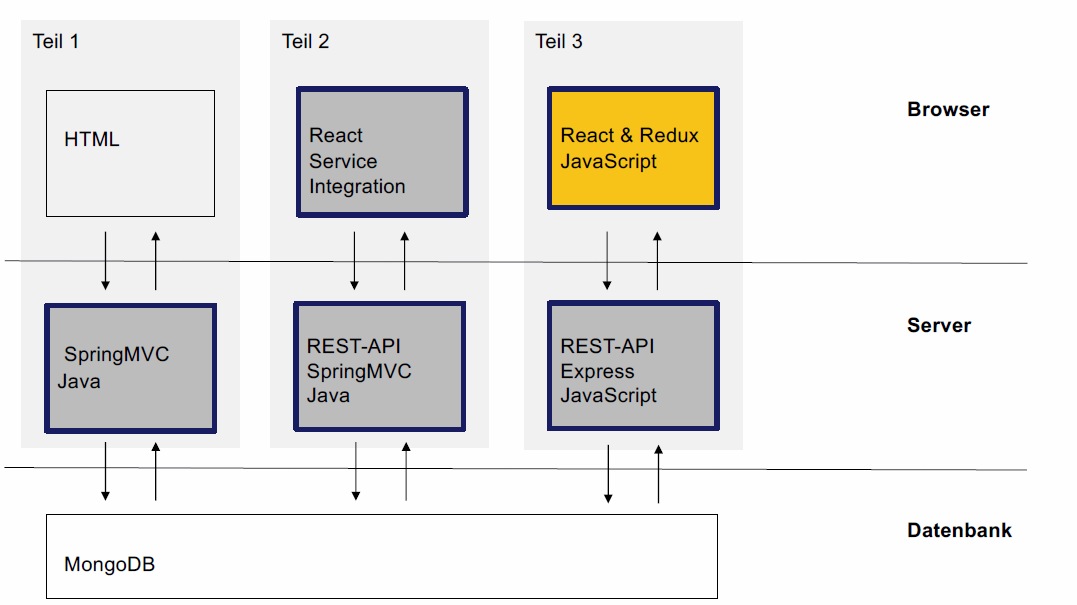 Teil 1
Teil 2
Teil 3
HTML
React
Service
Integration
React & Redux
JavaScript
Browser
SpringMVC
Java
REST-API
SpringMVC
Java
REST-API
Express
JavaScript
Server
MongoDB
Datenbank